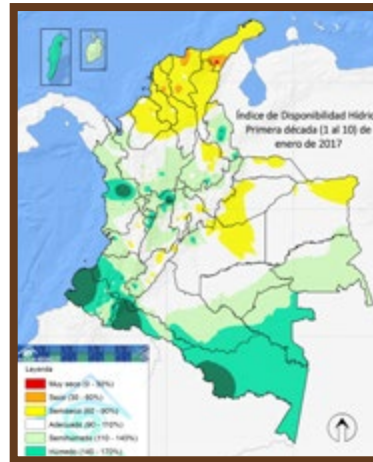 Índice de Disponibilidad Hídric
Primera década (1 al 10) de
enero de 2017
Leyenda
Muy seco (0 - 30%)
Seco (30 - 60%)
Semiseco (60 - 90%)
Adecuado (90 - 110%)
Semihúmedo (110 - 140%)
Húmedo (140 - 170%)